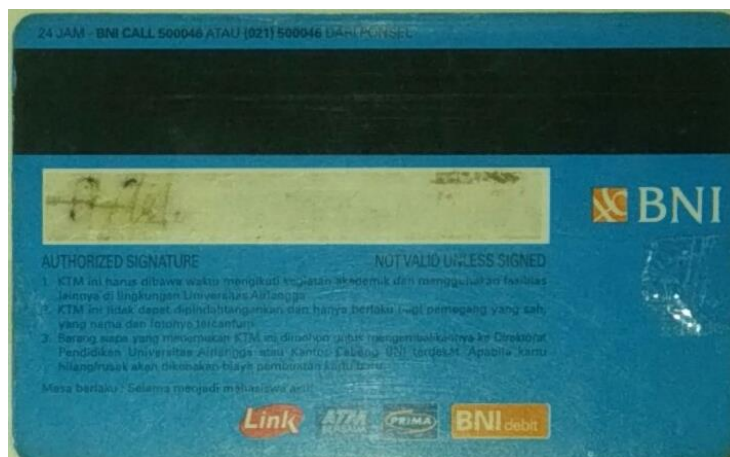 24 JAM - BNI CALL 500046 ATAU (021) 500046 DARI PONSEL
BNI
AUTHORIZED SIGNATURE NOT VALID UNLESS SIGNED
1. KTM ini harus dibawa waktu mengikuti kegiatan akademik dan menggunakan fasilitas
lainnya di lingkungan Universitas Airlangga
2. KTM ini tidak dapat dipindahtangankan dan hanya berlaku bagi pemegang yang sah,
yang nama dan fotonya tercantum
3. Barang siapa yang menemukan KTM ini dimohon untuk mengembalikannya ke Direktorat
Pendidikan Universitas Airlangga atau Kantor Cabang BNI terdekat. Apabila kartu
hilang/rusak akan dikenakan biaya pembuatan kartu baru.
Masa berlaku : Selama menjadi mahasiswa aktif
Link ATM BERSAMA PRIMA BNI debit